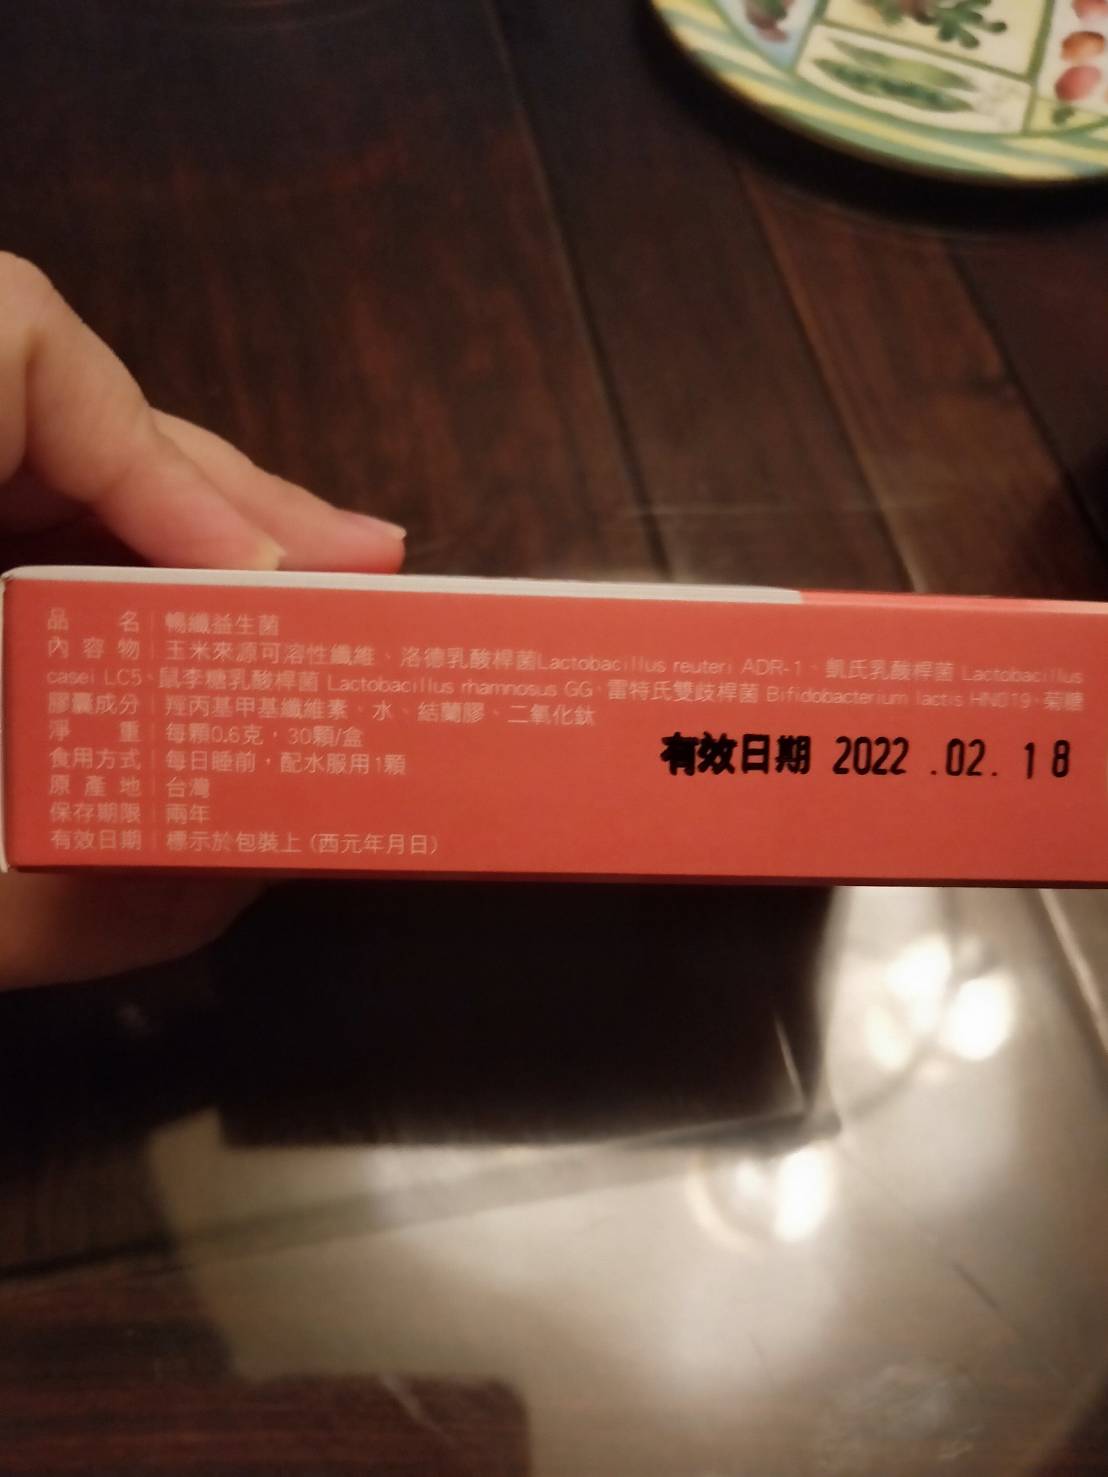 品名 暢纖益生菌
內容物 玉米來源可溶性纖維、洛德乳酸桿菌Lactobacillus reuteri ADR-1、凱氏乳酸桿菌 Lactobacillus
casei LC5、鼠李糖乳酸桿菌 Lactobacillus rhamnosus GG、雷特氏雙歧桿菌 Bifidobacterium lactis HN019、菊糖
膠囊成分 羥丙基甲基纖維素、水、結蘭膠、二氧化鈦
淨重 每顆0.6克，30顆/盒
食用方式 每日睡前，配水服用1顆
原產地 台灣
保存期限 兩年
有效日期 標示於包裝上 (西元年月日)
有效日期 2022 .02. 18